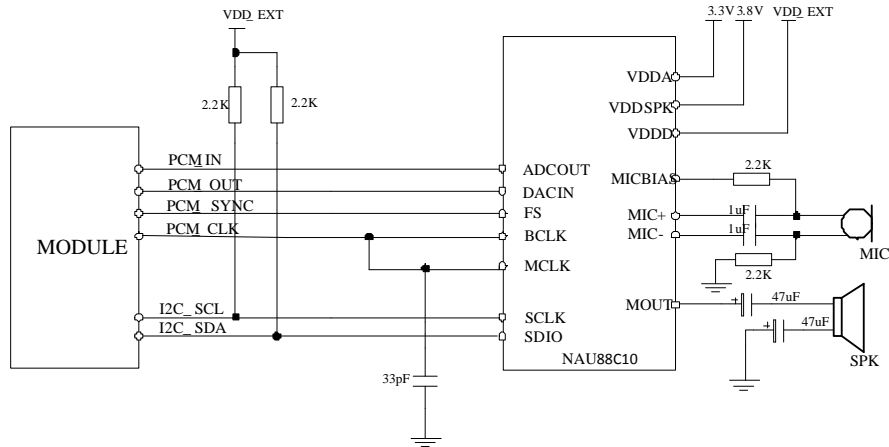 VDD_EXT
3.3V 3.8V VDD_EXT
2.2K 2.2K
VDDA
VDDSPK
VDDD
MODULE
PCM_IN
PCM_OUT
PCM_SYNC
PCM_CLK
I2C_SCL
I2C_SDA
33pF
ADCOUT
DACIN
FS
BCLK
MCLK
SCLK
SDIO
NAU88C10
MICBIAS
MIC+
MIC-
MOUT
2.2K
1uF
1uF
2.2K
MIC
+ 47uF
+ 47uF
SPK